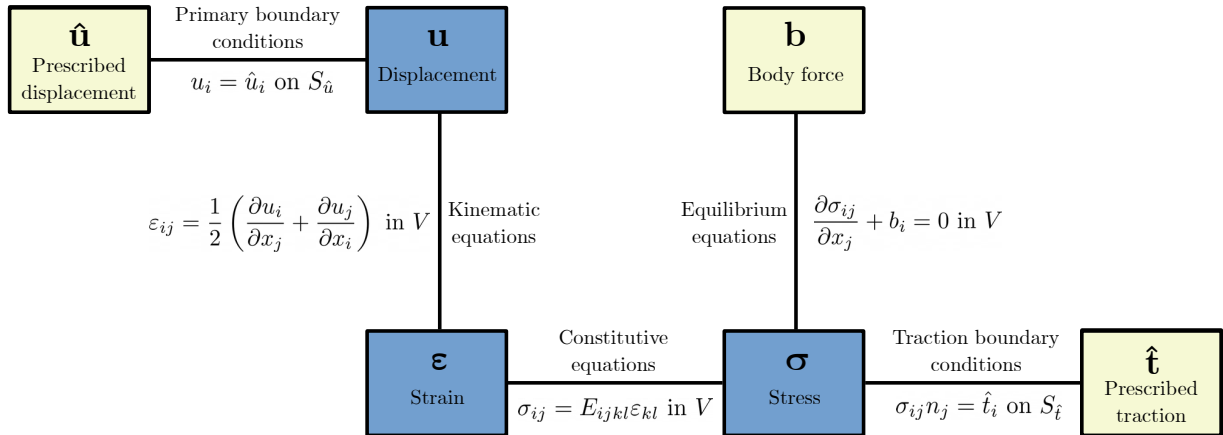 û
Prescribed
displacement
Primary boundary
conditions
u_i = û_i on S_û
u
Displacement
b
Body force
ε_ij = 1/2 (∂u_i/∂x_j + ∂u_j/∂x_i) in V
Kinematic
equations
Equilibrium
equations
∂σ_ij/∂x_j + b_i = 0 in V
ε
Strain
Constitutive
equations
σ_ij = E_ijkl ε_kl in V
σ
Stress
Traction boundary
conditions
σ_ij n_j = t̂_i on S_t̂
t̂
Prescribed
traction